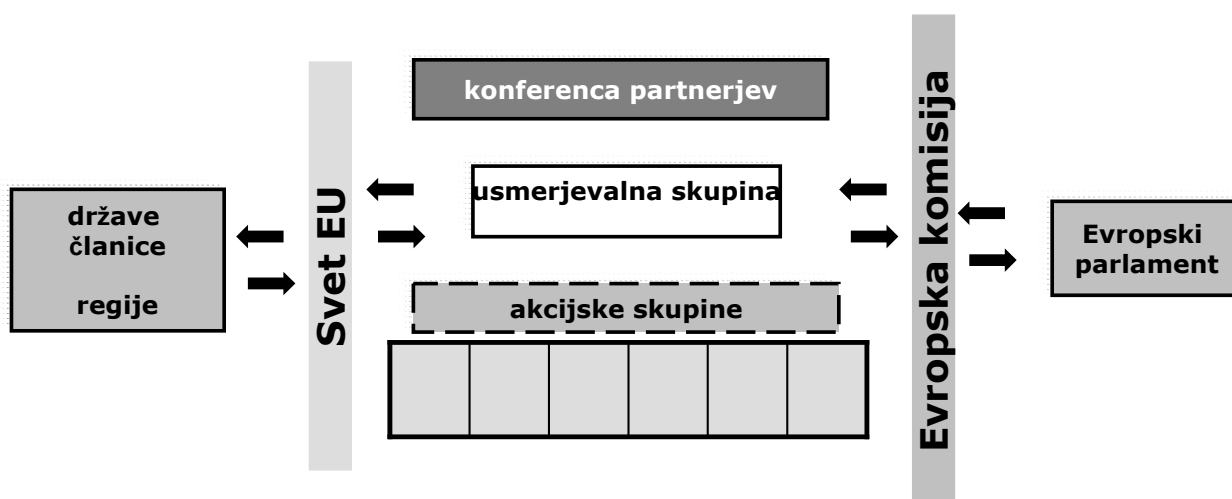 konferenca partnerjev
usmerjevalna skupina
države
članice
regije
Svet EU
akcijske skupine
Evropska komisija
Evropski
parlament